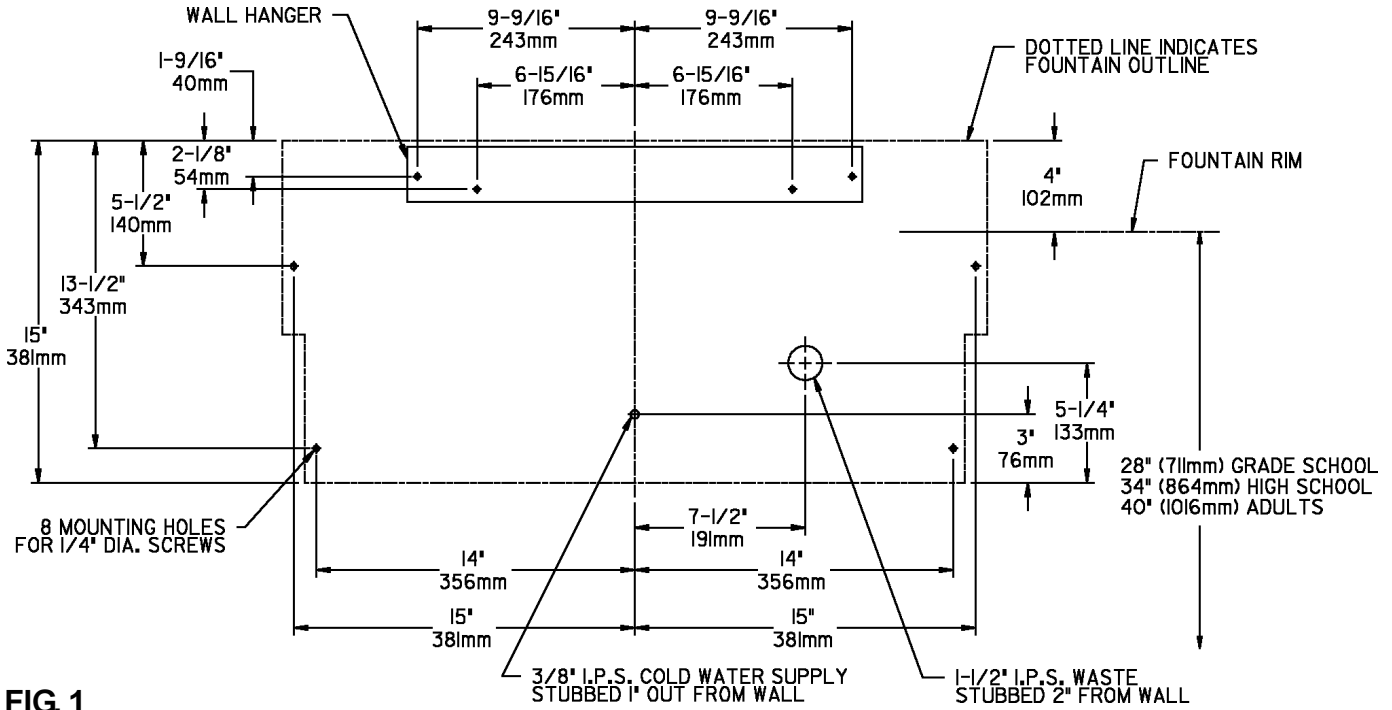 WALL HANGER
9-9/16"
243mm
9-9/16"
243mm
DOTTED LINE INDICATES
FOUNTAIN OUTLINE
1-9/16"
40mm
6-15/16"
176mm
6-15/16"
176mm
2-1/8"
54mm
4"
102mm
FOUNTAIN RIM
5-1/2"
140mm
13-1/2"
343mm
15"
381mm
5-1/4"
133mm
3"
76mm
28" (711mm) GRADE SCHOOL
34" (864mm) HIGH SCHOOL
40" (1016mm) ADULTS
8 MOUNTING HOLES
FOR 1/4" DIA. SCREWS
7-1/2"
191mm
14"
356mm
14"
356mm
15"
381mm
15"
381mm
3/8" I.P.S. COLD WATER SUPPLY
STUBBED 1" OUT FROM WALL
1-1/2" I.P.S. WASTE
STUBBED 2" FROM WALL
FIG. 1